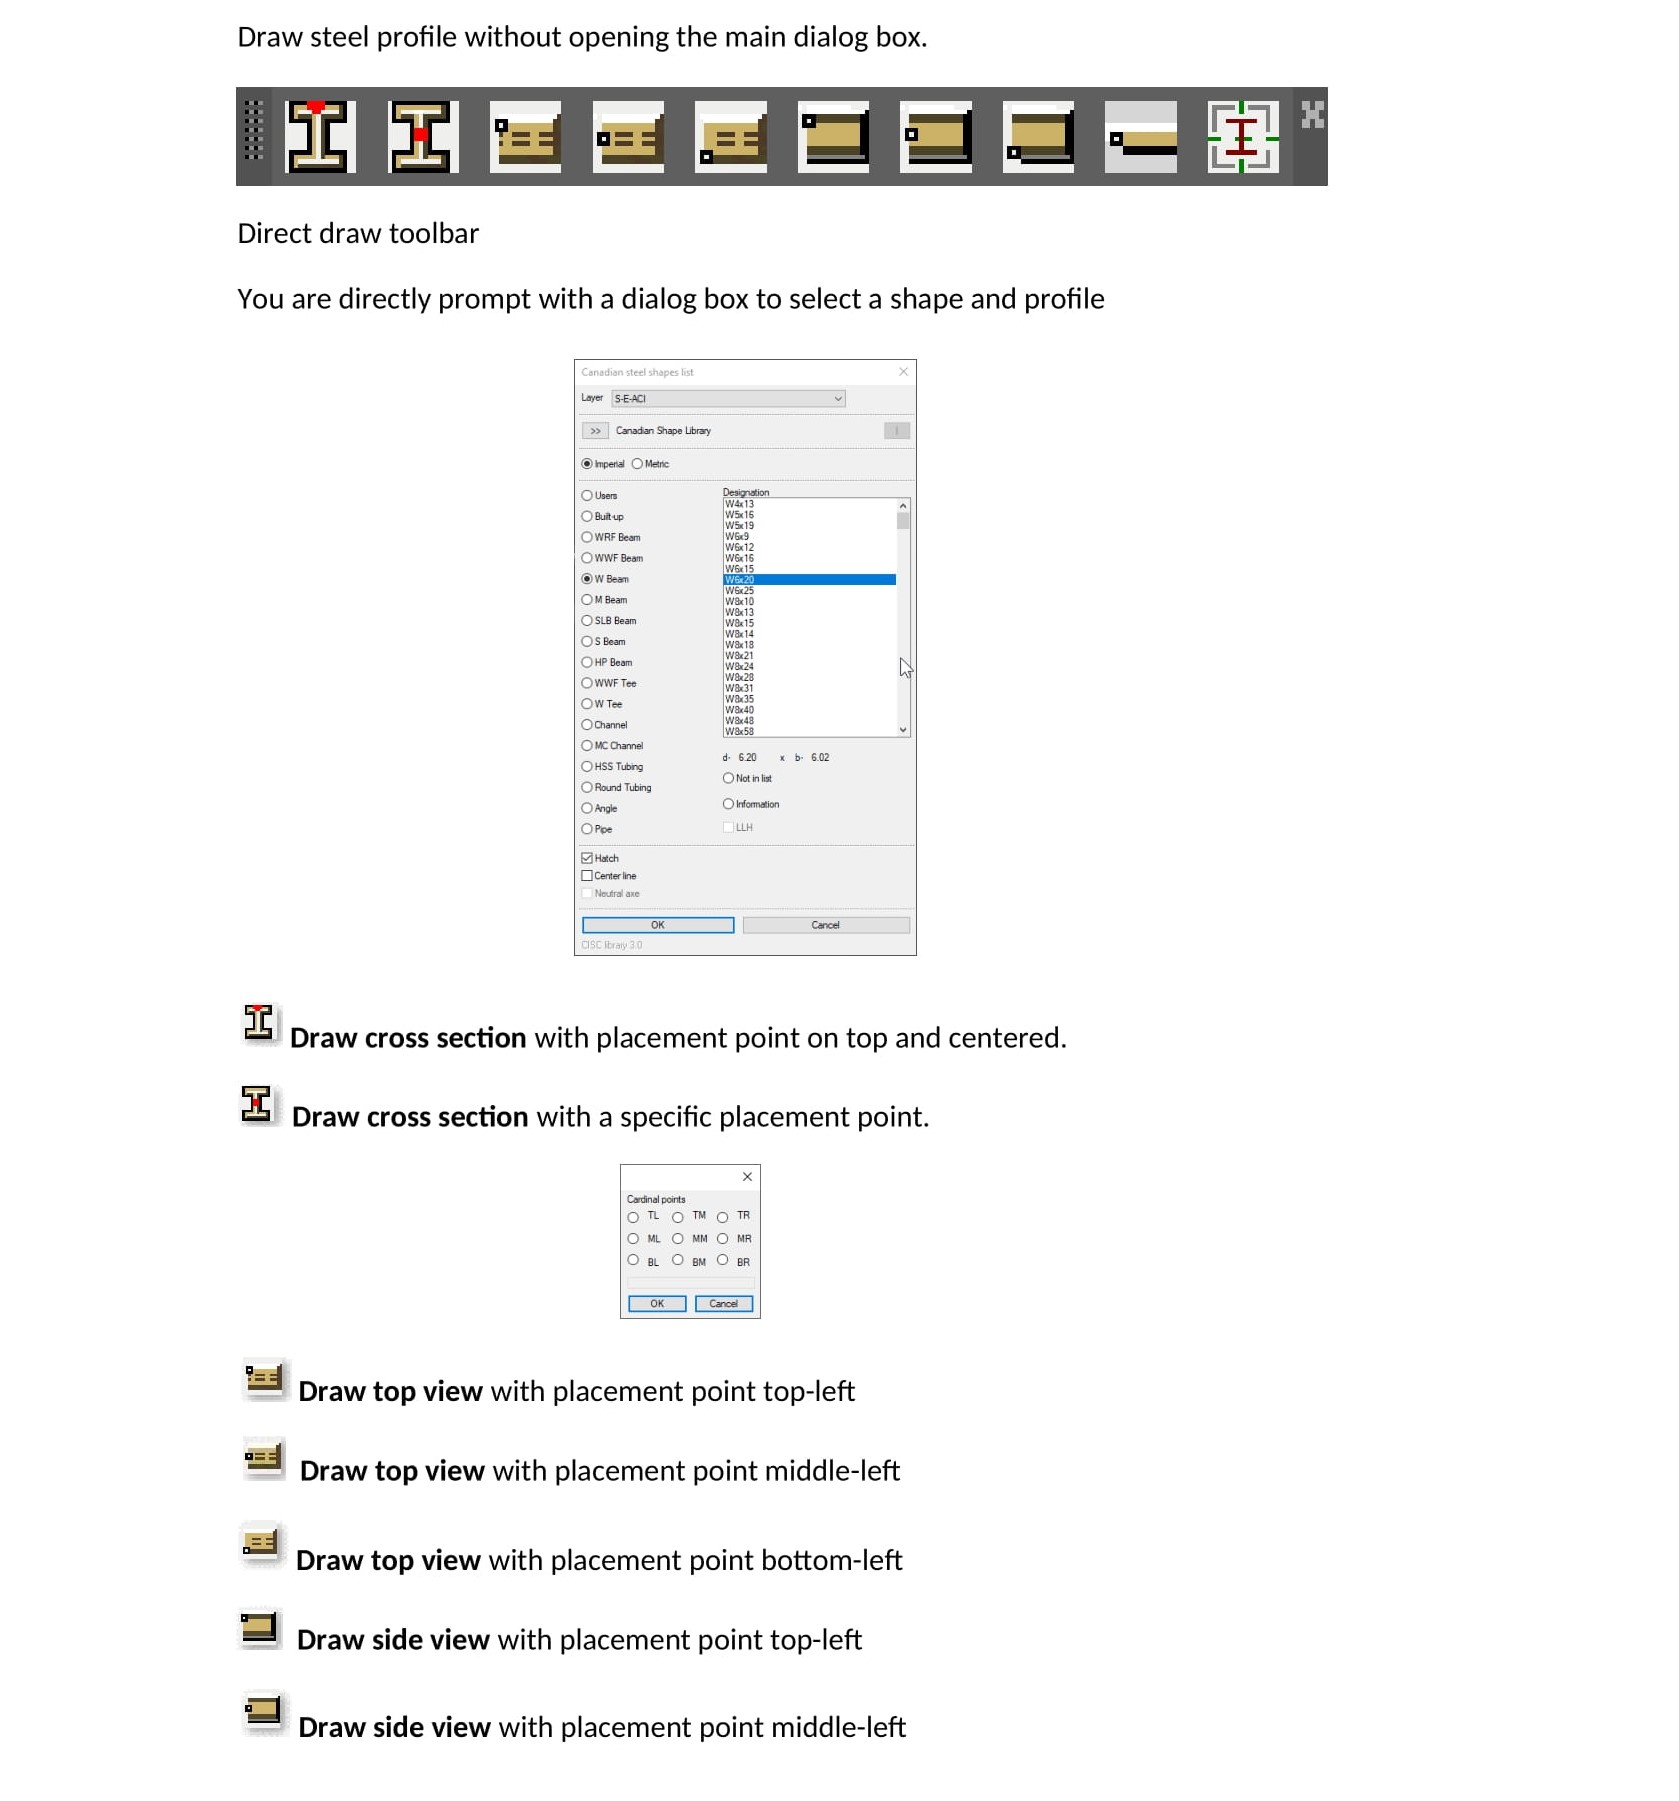 Draw steel profile without opening the main dialog box.
Direct draw toolbar
You are directly prompt with a dialog box to select a shape and profile
Canadian steel shapes list
Layer S-E-ACI
>> Canadian Shape Library
Imperial Metric
Users
Built-up
WRF Beam
WWF Beam
W Beam
M Beam
SLB Beam
S Beam
HP Beam
WWF Tee
W Tee
Channel
MC Channel
HSS Tubing
Round Tubing
Angle
Pipe
Designation
W4x13
W5x16
W5x19
W6x9
W6x12
W6x16
W6x15
W6x20
W6x25
W8x10
W8x13
W8x15
W8x14
W8x18
W8x21
W8x24
W8x28
W8x31
W8x35
W8x40
W8x48
W8x58
d- 6.20 x b- 6.02
Not in list
Information
LLH
Hatch
Center line
Neutral axe
OK Cancel
CISC library 3.0
Draw cross section with placement point on top and centered.
Draw cross section with a specific placement point.
Cardinal points
TL TM TR
ML MM MR
BL BM BR
OK Cancel
Draw top view with placement point top-left
Draw top view with placement point middle-left
Draw top view with placement point bottom-left
Draw side view with placement point top-left
Draw side view with placement point middle-left